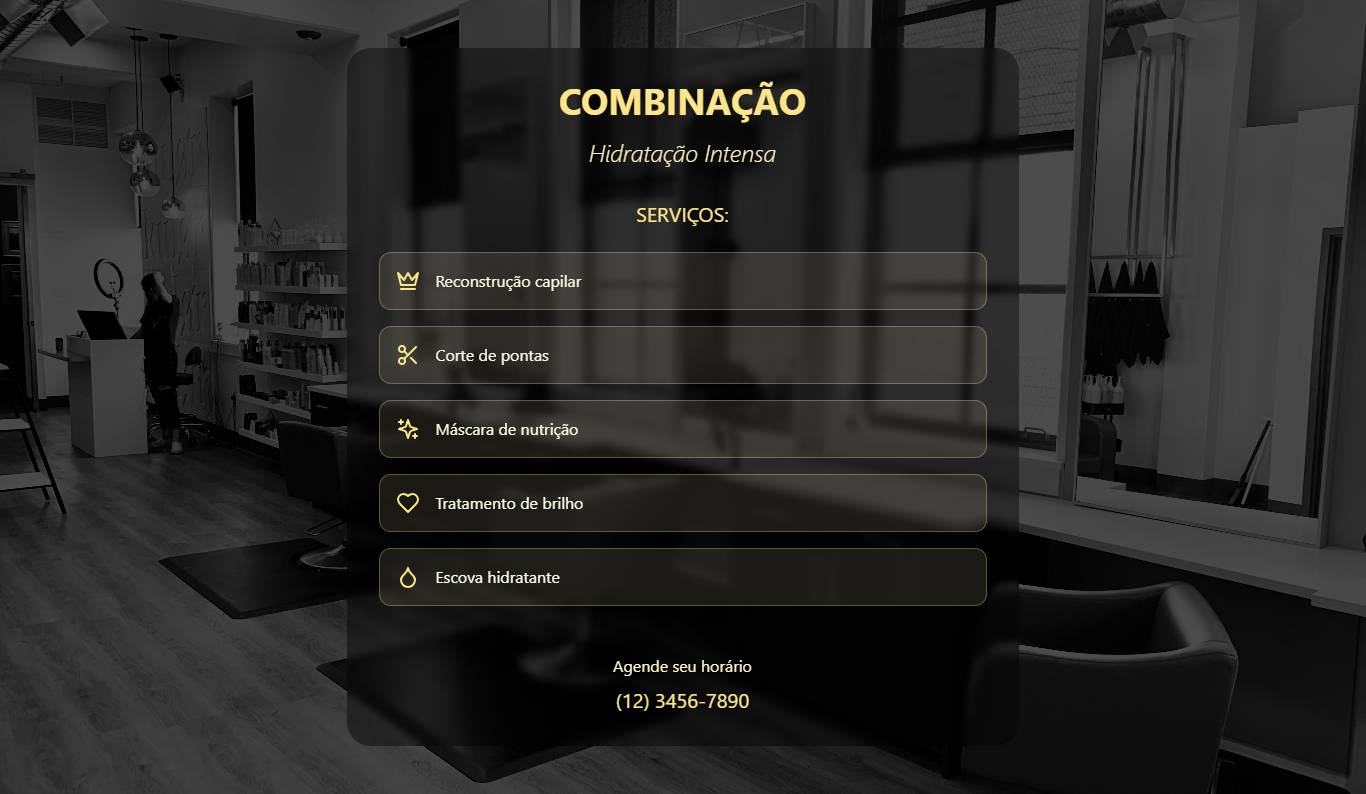 COMBINAÇÃO
Hidratação Intensa
SERVIÇOS:
Reconstrução capilar
Corte de pontas
Máscara de nutrição
Tratamento de brilho
Escova hidratante
Agende seu horário
(12) 3456-7890